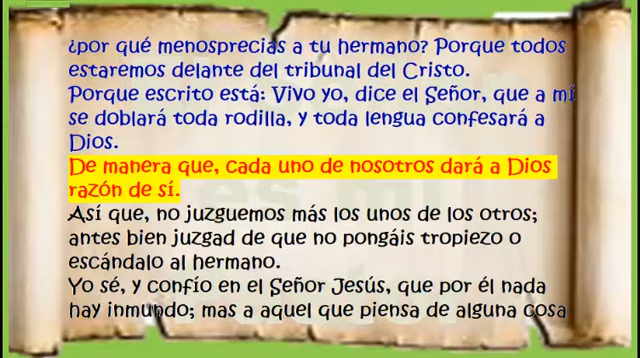 ¿por qué menosprecias a tu hermano? Porque todos
estaremos delante del tribunal del Cristo.
Porque escrito está: Vivo yo, dice el Señor, que a mí
se doblará toda rodilla, y toda lengua confesará a
Dios.
De manera que, cada uno de nosotros dará a Dios
razón de sí.
Así que, no juzguemos más los unos de los otros;
antes bien juzgad de que no pongáis tropiezo o
escándalo al hermano.
Yo sé, y confío en el Señor Jesús, que por él nada
hay inmundo; mas a aquel que piensa de alguna cosa